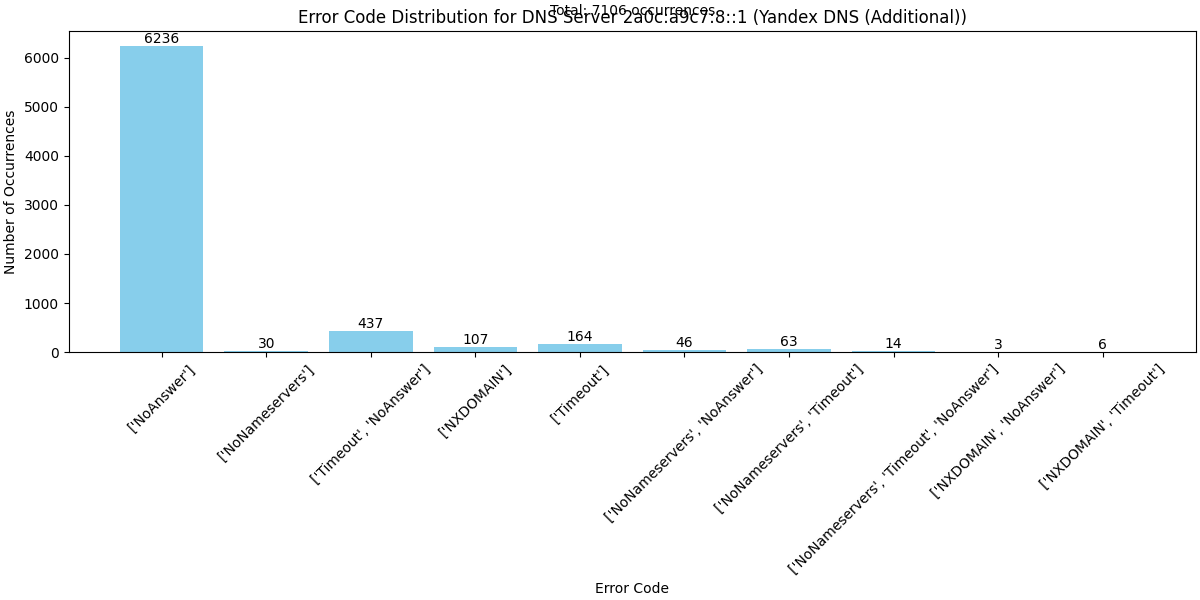 Total: 7106 occurrences
Error Code Distribution for DNS Server 2a0c:a9c7:8::1 (Yandex DNS (Additional))
Number of Occurrences
6000
5000
4000
3000
2000
1000
0
6236
30
437
107
164
46
63
14
3
6
['NoAnswer']
['NoNameservers']
['Timeout', 'NoAnswer']
['NXDOMAIN']
['Timeout']
['NoNameservers', 'NoAnswer']
['NoNameservers', 'Timeout']
['NoNameservers', 'Timeout', 'NoAnswer']
['NXDOMAIN', 'NoAnswer']
['NXDOMAIN', 'Timeout']
Error Code